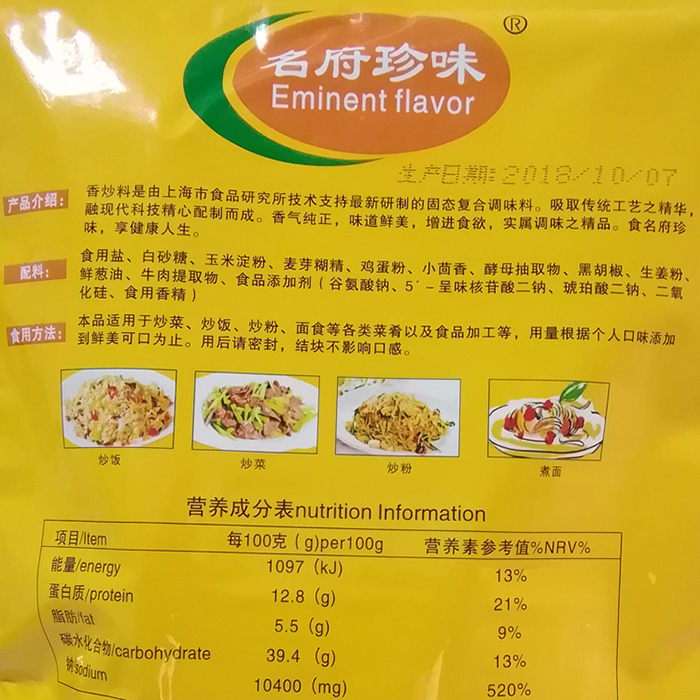 名府珍味
®
Eminent flavor
生产日期: 2018/10/07
产品介绍:
香炒料是由上海市食品研究所技术支持最新研制的固态复合调味料。吸取传统工艺之精华,
融现代科技精心配制而成。香气纯正，味道鲜美，增进食欲，实属调味之精品。食名府珍
味，享健康人生。
配料:
食用盐、白砂糖、玉米淀粉、麦芽糊精、鸡蛋粉、小茴香、酵母抽取物、黑胡椒、生姜粉、
鲜葱油、牛肉提取物、食品添加剂（谷氨酸钠、5′-呈味核苷酸二钠、琥珀酸二钠、二氧
化硅、食用香精）
食用方法:
本品适用于炒菜、炒饭、炒粉、面食等各类菜肴以及食品加工等，用量根据个人口味添加
到鲜美可口为止。用后请密封，结块不影响口感。
炒饭 炒菜 炒粉 煮面
营养成分表nutrition Information
项目/Item 每100克（g)per100g 营养素参考值%NRV%
能量/energy 1097（kJ） 13%
蛋白质/protein 12.8（g) 21%
脂肪/fat 5.5（g) 9%
碳水化合物/carbohydrate 39.4（g) 13%
钠sodium 10400（mg) 520%